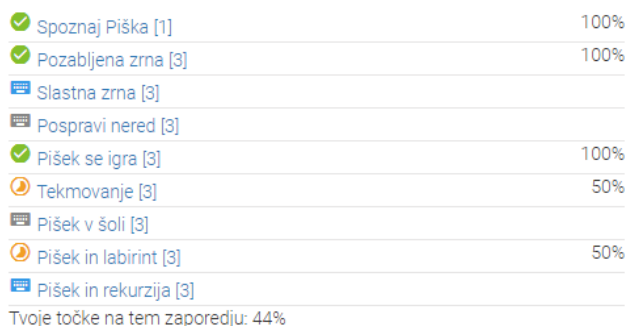 Spoznaj Piška [1] 100%
Pozabljena zrna [3] 100%
Slastna zrna [3]
Pospravi nered [3]
Pišek se igra [3] 100%
Tekmovanje [3] 50%
Pišek v šoli [3]
Pišek in labirint [3] 50%
Pišek in rekurzija [3]
Tvoje točke na tem zaporedju: 44%